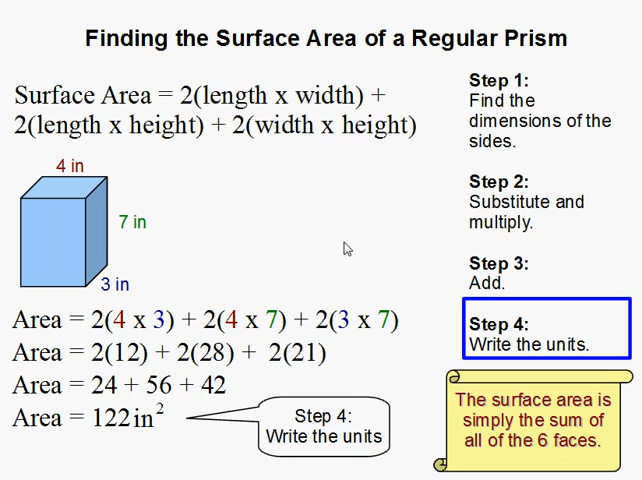 Finding the Surface Area of a Regular Prism
Surface Area = 2(length x width) +
2(length x height) + 2(width x height)
4 in
7 in
3 in
Area = 2(4 x 3) + 2(4 x 7) + 2(3 x 7)
Area = 2(12) + 2(28) + 2(21)
Area = 24 + 56 + 42
Area = 122 in²
Step 4:
Write the units
Step 1:
Find the
dimensions of the
sides.
Step 2:
Substitute and
multiply.
Step 3:
Add.
Step 4:
Write the units.
The surface area is
simply the sum of
all of the 6 faces.